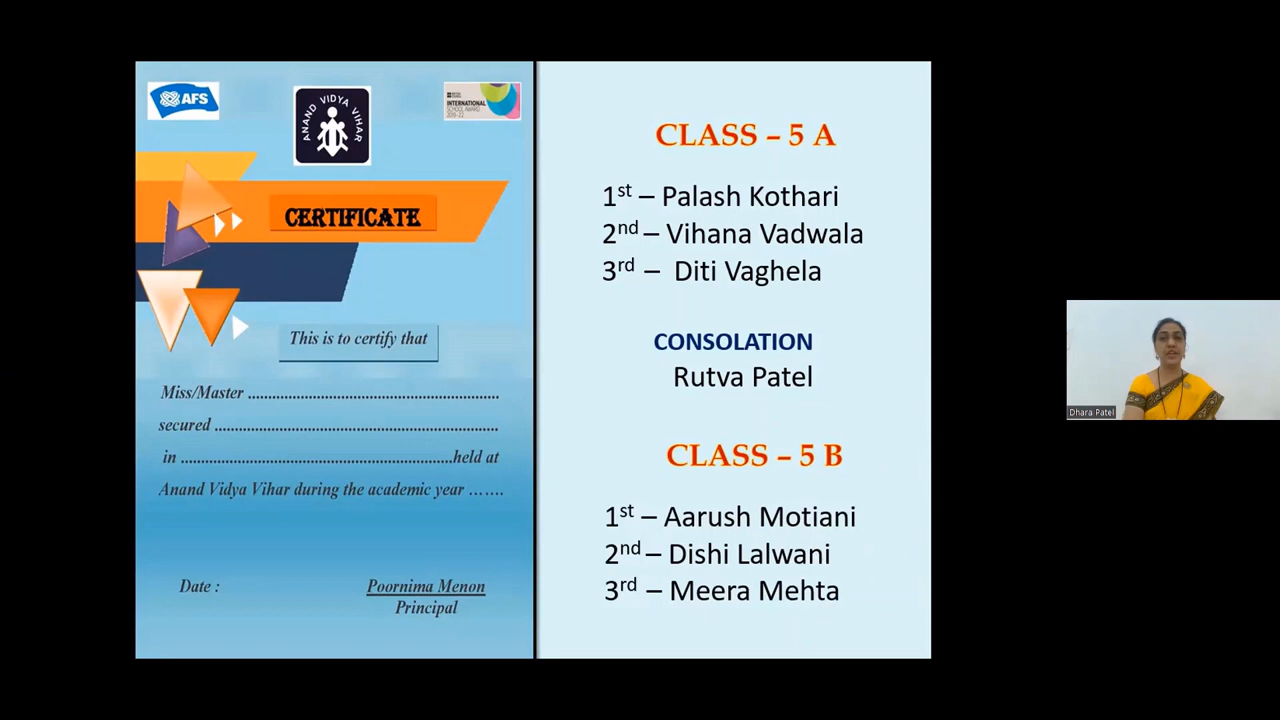 AFS
ANAND VIDYA VIHAR
INTERNATIONAL
SCHOOL AWARD
2019-22
CERTIFICATE
This is to certify that
Miss/Master ..........................................................
secured ..................................................................
in ...............................................................held at
Anand Vidya Vihar during the academic year …….
Date :
Poornima Menon
Principal
CLASS – 5 A
1st – Palash Kothari
2nd – Vihana Vadwala
3rd – Diti Vaghela
CONSOLATION
Rutva Patel
CLASS – 5 B
1st – Aarush Motiani
2nd – Dishi Lalwani
3rd – Meera Mehta
Dhara Patel